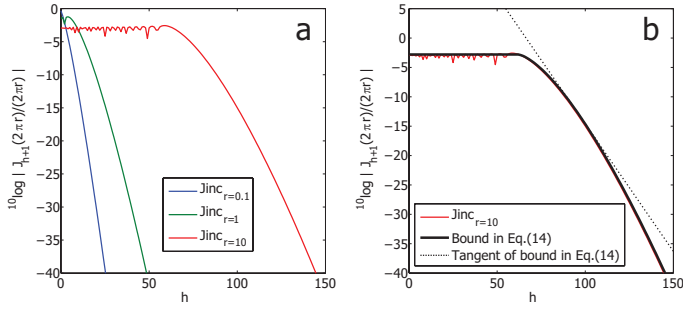 a
0
−5
−10
−15
−20
−25
−30
−35
−40
0
50
100
150
h
¹⁰log | J_{h+1}(2πr)/(2πr) |
Jinc_{r=0.1}
Jinc_{r=1}
Jinc_{r=10}
b
5
0
−5
−10
−15
−20
−25
−30
−35
−40
0
50
100
150
h
¹⁰log | J_{h+1}(2πr)/(2πr) |
Jinc_{r=10}
Bound in Eq.(14)
Tangent of bound in Eq.(14)